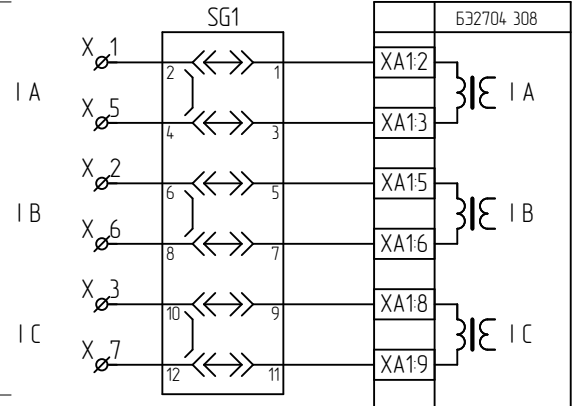 SG1
БЭ2704 308
X 1
2
1
XA1:2
I A
I A
X 5
4
3
XA1:3
X 2
6
5
XA1:5
I B
I B
X 6
8
7
XA1:6
X 3
10
9
XA1:8
I C
I C
X 7
12
11
XA1:9